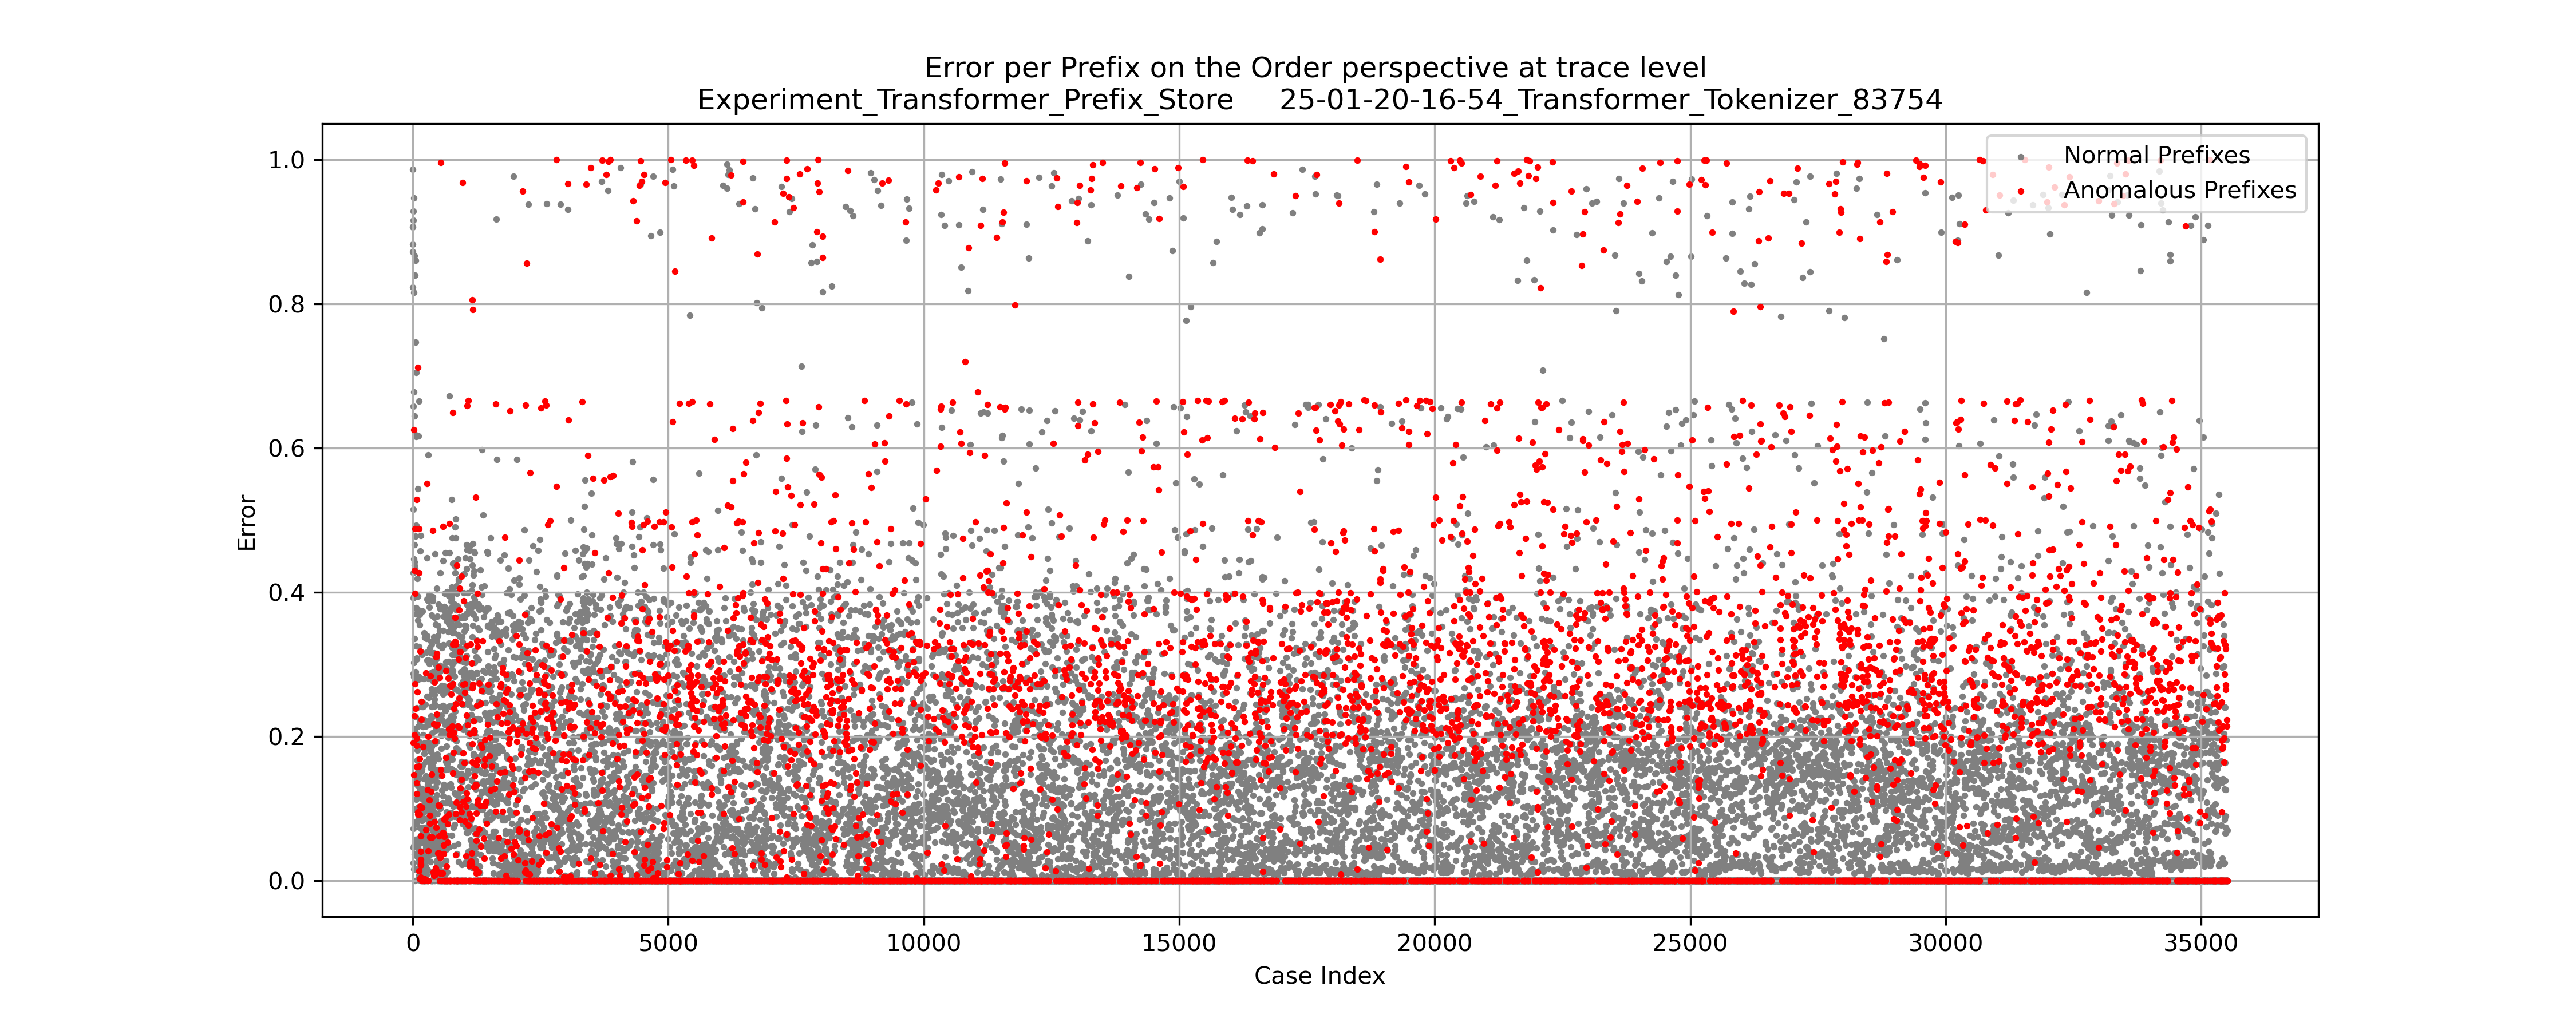 Error per Prefix on the Order perspective at trace level
Experiment_Transformer_Prefix_Store 25-01-20-16-54_Transformer_Tokenizer_83754
Normal Prefixes
Anomalous Prefixes
Error
1.0
0.8
0.6
0.4
0.2
0.0
0 5000 10000 15000 20000 25000 30000 35000
Case Index